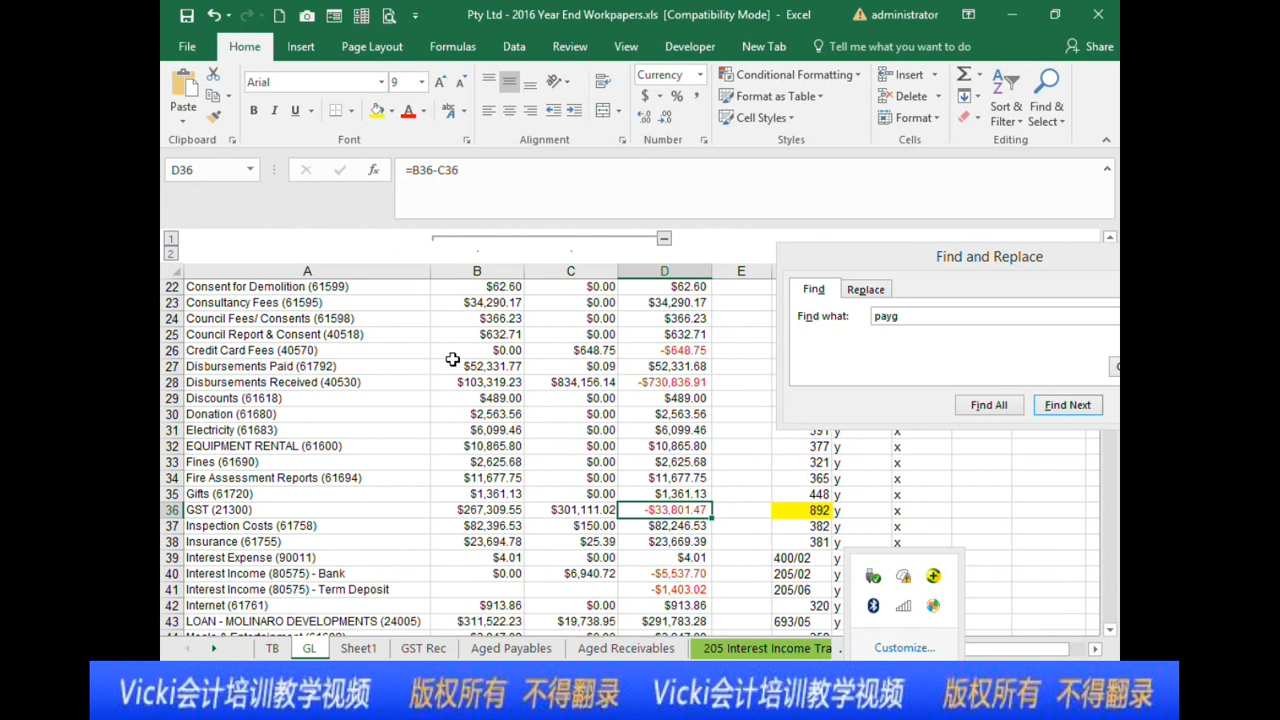 Pty Ltd - 2016 Year End Workpapers.xls [Compatibility Mode] - Excel
administrator
File Home Insert Page Layout Formulas Data Review View Developer New Tab Tell me what you want to do Share
Arial 9 Currency
Conditional Formatting Insert
Format as Table Delete
Cell Styles Format
Paste
B I U
$ % ,
Sort & Filter
Find & Select
Clipboard Font Alignment Number Styles Cells Editing
D36 fx =B36-C36
1
2
A B C D E
22 Consent for Demolition (61599) $62.60 $0.00 $62.60
23 Consultancy Fees (61595) $34,290.17 $0.00 $34,290.17
24 Council Fees/ Consents (61598) $366.23 $0.00 $366.23
25 Council Report & Consent (40518) $632.71 $0.00 $632.71
26 Credit Card Fees (40570) $0.00 $648.75 -$648.75
27 Disbursements Paid (61792) $52,331.77 $0.09 $52,331.68
28 Disbursements Received (40530) $103,319.23 $834,156.14 -$730,836.91
29 Discounts (61618) $489.00 $0.00 $489.00
30 Donation (61680) $2,563.56 $0.00 $2,563.56
31 Electricity (61683) $6,099.46 $0.00 $6,099.46 391 y x
32 EQUIPMENT RENTAL (61600) $10,865.80 $0.00 $10,865.80 377 y x
33 Fines (61690) $2,625.68 $0.00 $2,625.68 321 y x
34 Fire Assessment Reports (61694) $11,677.75 $0.00 $11,677.75 365 y x
35 Gifts (61720) $1,361.13 $0.00 $1,361.13 448 y x
36 GST (21300) $267,309.55 $301,111.02 -$33,801.47 892 y x
37 Inspection Costs (61758) $82,396.53 $150.00 $82,246.53 382 y x
38 Insurance (61755) $23,694.78 $25.39 $23,669.39 381 y x
39 Interest Expense (90011) $4.01 $0.00 $4.01 400/02 y
40 Interest Income (80575) - Bank $0.00 $6,940.72 -$5,537.70 205/02 y
41 Interest Income (80575) - Term Deposit -$1,403.02 205/06 y
42 Internet (61761) $913.86 $0.00 $913.86 320 y
43 LOAN - MOLINARO DEVELOPMENTS (24005) $311,522.23 $19,738.95 $291,783.28 693/05 y
Find and Replace
Find Replace
Find what: payg
Find All Find Next
Customize...
TB GL Sheet1 GST Rec Aged Payables Aged Receivables 205 Interest Income Tra
Vicki会计培训教学视频 版权所有 不得翻录 Vicki会计培训教学视频 版权所有 不得翻录